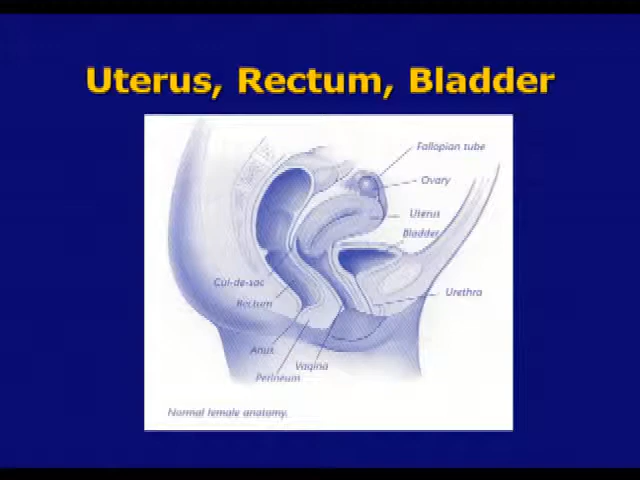 Uterus, Rectum, Bladder
Fallopian tube
Ovary
Uterus
Bladder
Cul-de-sac
Rectum
Urethra
Anus
Vagina
Perineum
Normal female anatomy.